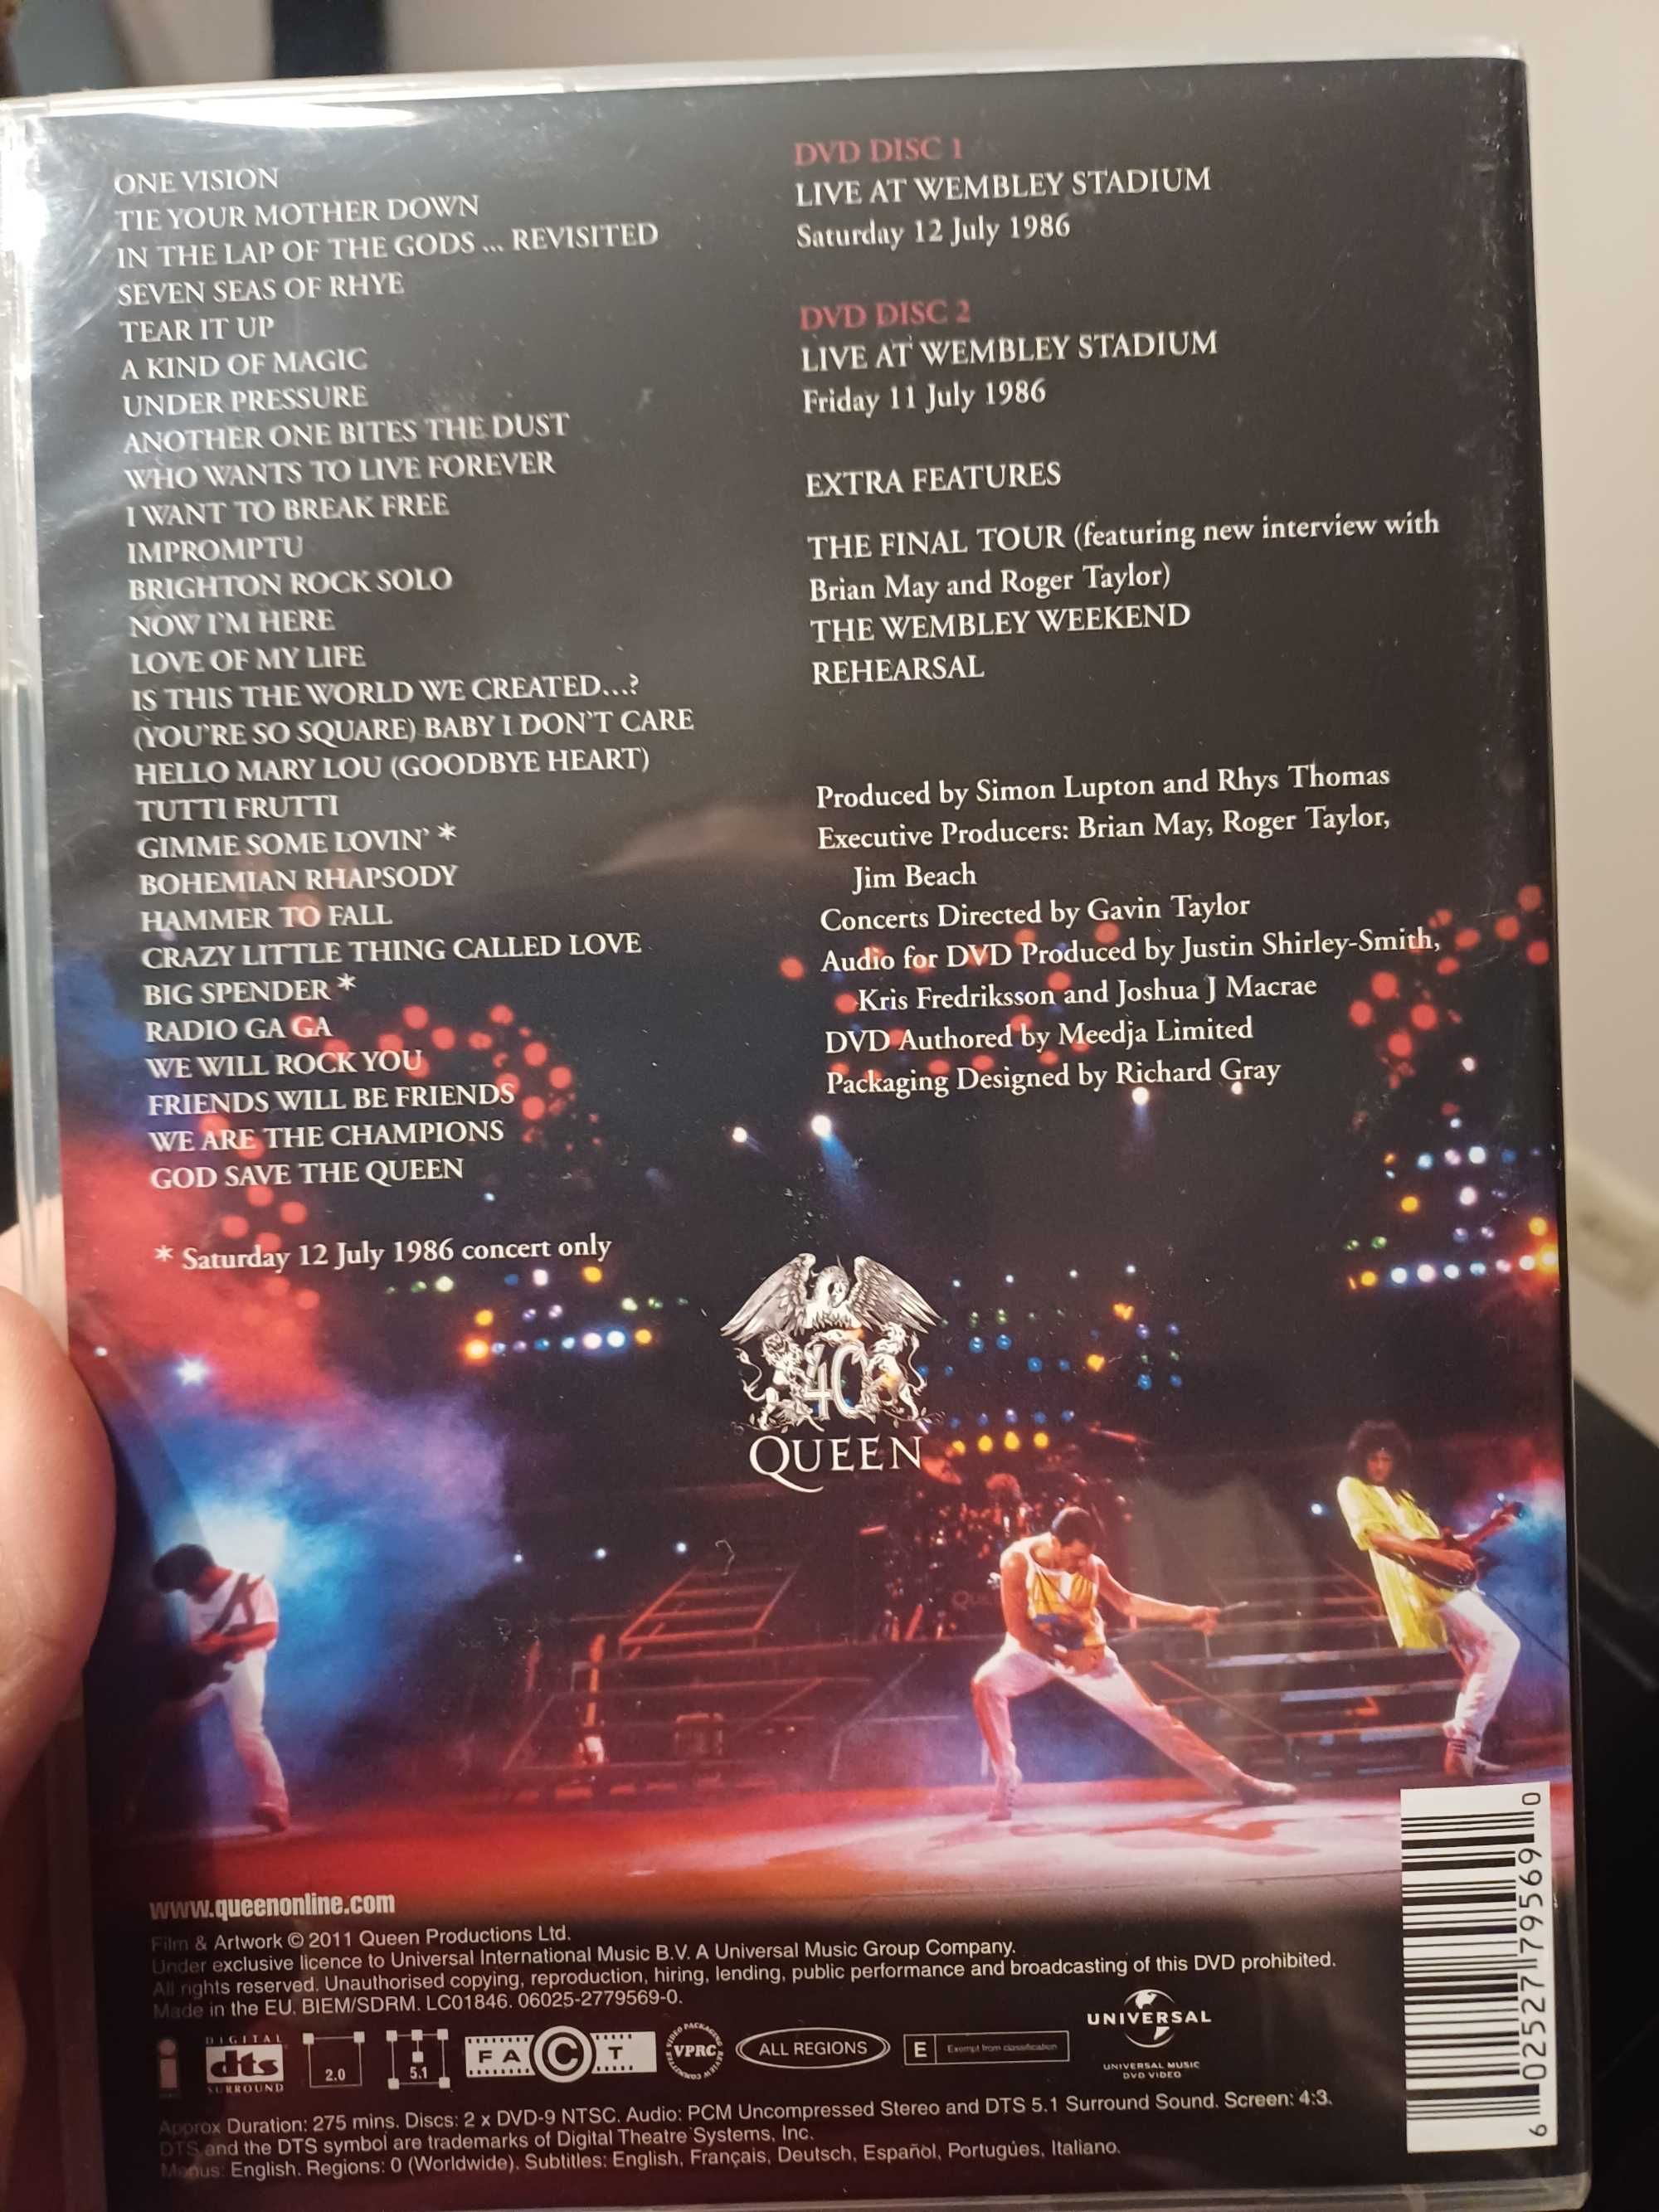 ONE VISION
TIE YOUR MOTHER DOWN
IN THE LAP OF THE GODS ... REVISITED
SEVEN SEAS OF RHYE
TEAR IT UP
A KIND OF MAGIC
UNDER PRESSURE
ANOTHER ONE BITES THE DUST
WHO WANTS TO LIVE FOREVER
I WANT TO BREAK FREE
IMPROMPTU
BRIGHTON ROCK SOLO
NOW I'M HERE
LOVE OF MY LIFE
IS THIS THE WORLD WE CREATED...?
(YOU'RE SO SQUARE) BABY I DON'T CARE
HELLO MARY LOU (GOODBYE HEART)
TUTTI FRUTTI
GIMME SOME LOVIN' *
BOHEMIAN RHAPSODY
HAMMER TO FALL
CRAZY LITTLE THING CALLED LOVE
BIG SPENDER *
RADIO GA GA
WE WILL ROCK YOU
FRIENDS WILL BE FRIENDS
WE ARE THE CHAMPIONS
GOD SAVE THE QUEEN
* Saturday 12 July 1986 concert only
DVD DISC 1
LIVE AT WEMBLEY STADIUM
Saturday 12 July 1986
DVD DISC 2
LIVE AT WEMBLEY STADIUM
Friday 11 July 1986
EXTRA FEATURES
THE FINAL TOUR (featuring new interview with
Brian May and Roger Taylor)
THE WEMBLEY WEEKEND
REHEARSAL
Produced by Simon Lupton and Rhys Thomas
Executive Producers: Brian May, Roger Taylor,
Jim Beach
Concerts Directed by Gavin Taylor
Audio for DVD Produced by Justin Shirley-Smith,
Kris Fredriksson and Joshua J Macrae
DVD Authored by Meedja Limited
Packaging Designed by Richard Gray
40
QUEEN
www.queenonline.com
Film & Artwork © 2011 Queen Productions Ltd.
Under exclusive licence to Universal International Music B.V. A Universal Music Group Company.
All rights reserved. Unauthorised copying, reproduction, hiring, lending, public performance and broadcasting of this DVD prohibited.
Made in the EU. BIEM/SDRM. LC01846. 06025-2779569-0.
DIGITAL
dts
SURROUND
2.0
5.1
FA©T
VPRC
ALL REGIONS
E Exempt from classification
UNIVERSAL
UNIVERSAL MUSIC
DVD VIDEO
Approx Duration: 275 mins. Discs: 2 x DVD-9 NTSC. Audio: PCM Uncompressed Stereo and DTS 5.1 Surround Sound. Screen: 4:3.
DTS and the DTS symbol are trademarks of Digital Theatre Systems, Inc.
Menus: English. Regions: 0 (Worldwide). Subtitles: English, Français, Deutsch, Español, Portugúes, Italiano.
6 02527 79569 0